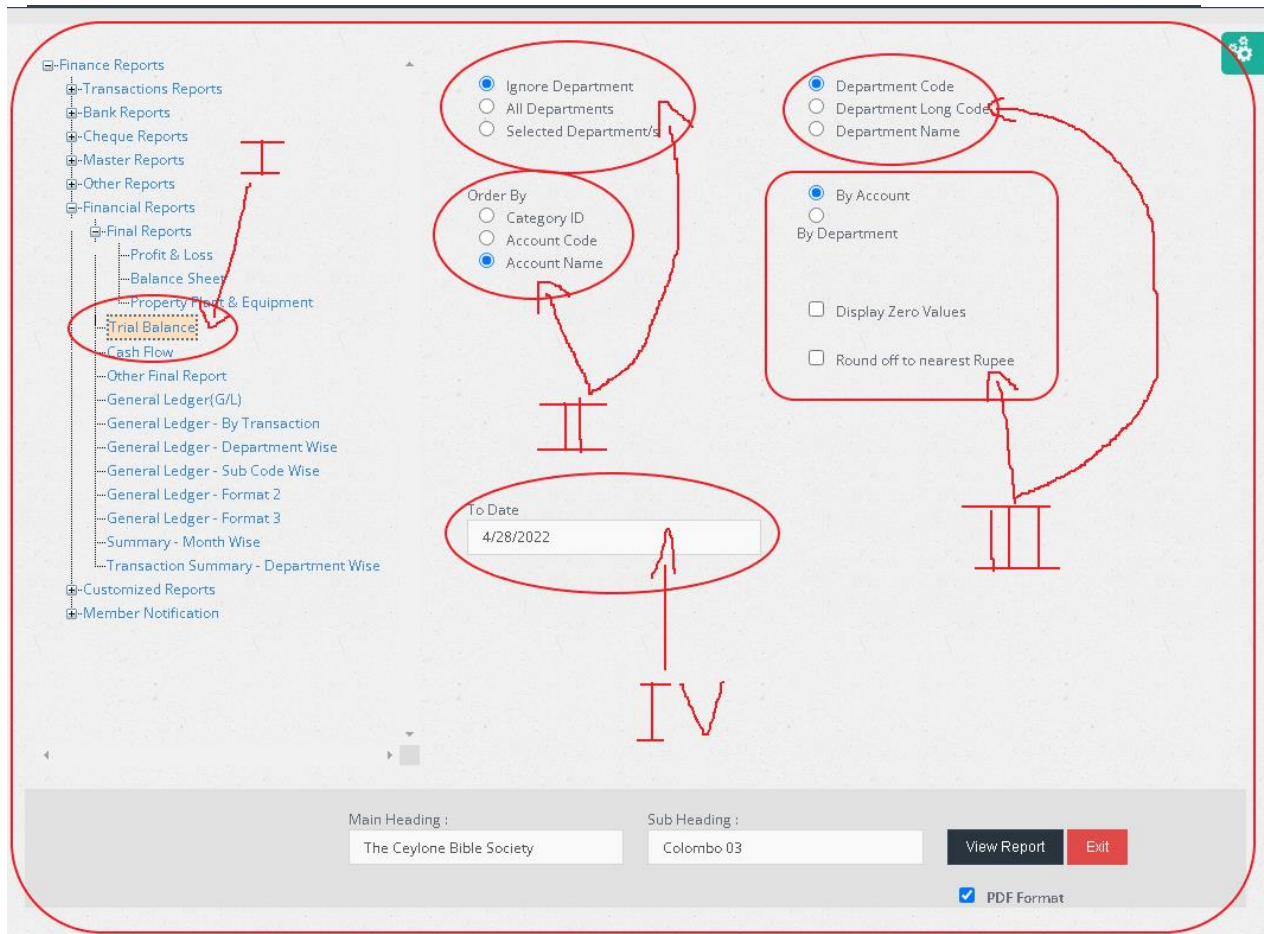 Finance Reports
Transactions Reports
Bank Reports
Cheque Reports
Master Reports
Other Reports
Financial Reports
Final Reports
Profit & Loss
Balance Sheet
Property Plant & Equipment
Trial Balance
Cash Flow
Other Final Report
General Ledger(G/L)
General Ledger - By Transaction
General Ledger - Department Wise
General Ledger - Sub Code Wise
General Ledger - Format 2
General Ledger - Format 3
Summary - Month Wise
Transaction Summary - Department Wise
Customized Reports
Member Notification
I
Ignore Department
All Departments
Selected Department/s
Order By
Category ID
Account Code
Account Name
II
Department Code
Department Long Code
Department Name
By Account
By Department
Display Zero Values
Round off to nearest Rupee
III
To Date
4/28/2022
IV
Main Heading :
The Ceylone Bible Society
Sub Heading :
Colombo 03
View Report
Exit
PDF Format